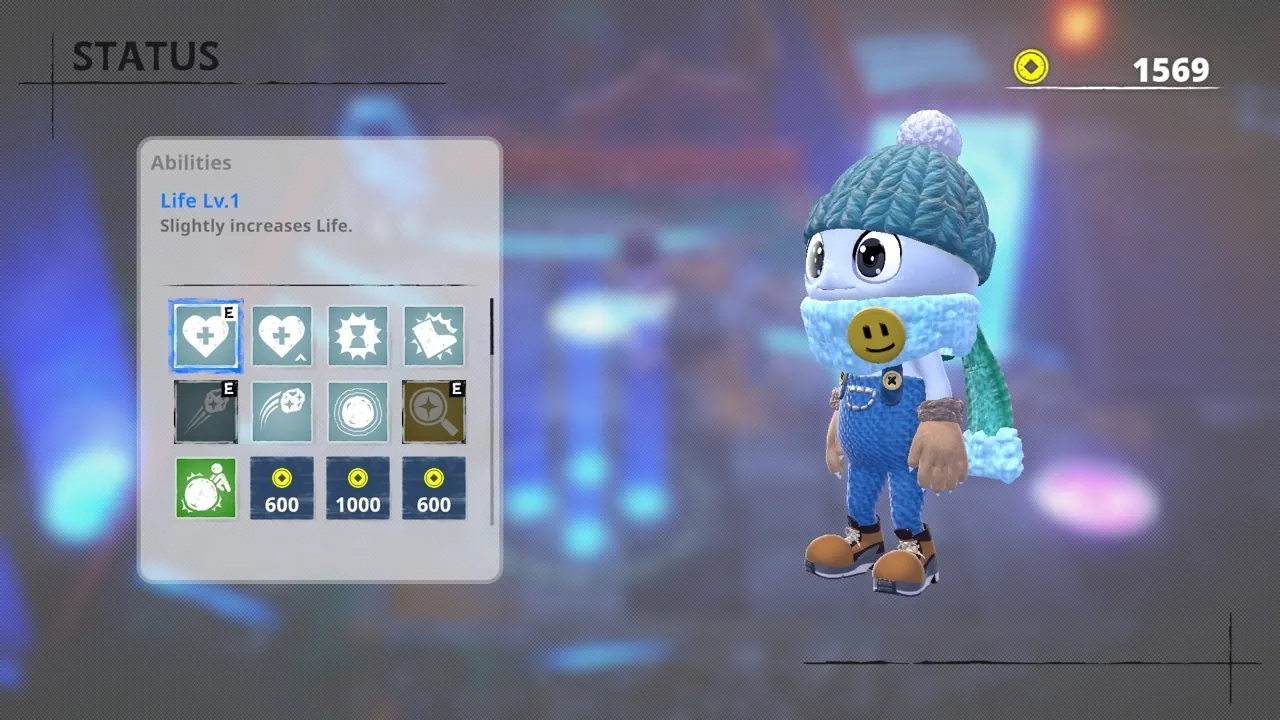 STATUS
1569
Abilities
Life Lv.1
Slightly increases Life.
E
E
E
600
1000
600